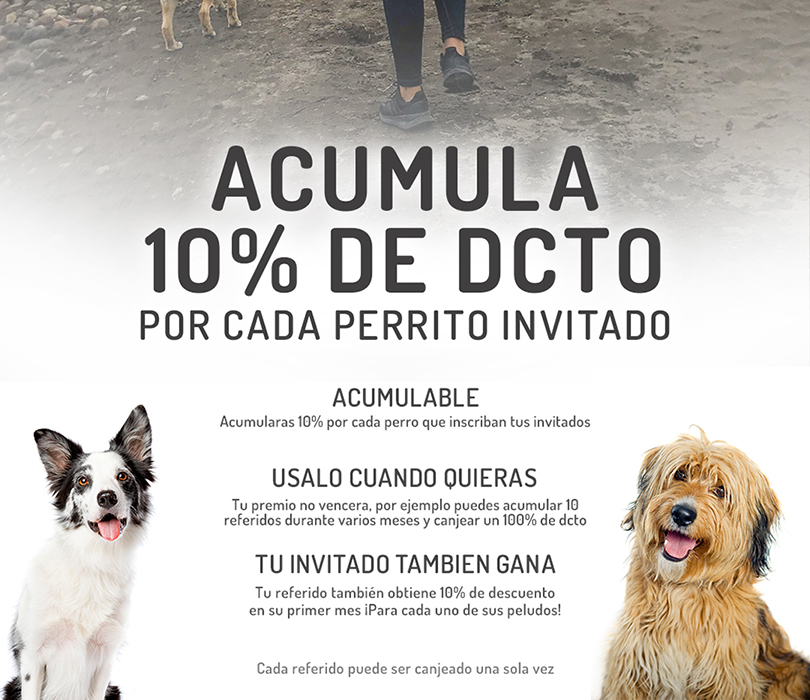 ACUMULA
10% DE DCTO
POR CADA PERRITO INVITADO
ACUMULABLE
Acumularas 10% por cada perro que inscriban tus invitados
USALO CUANDO QUIERAS
Tu premio no vencera, por ejemplo puedes acumular 10
referidos durante varios meses y canjear un 100% de dcto
TU INVITADO TAMBIEN GANA
Tu referido también obtiene 10% de descuento
en su primer mes ¡Para cada uno de sus peludos!
Cada referido puede ser canjeado una sola vez